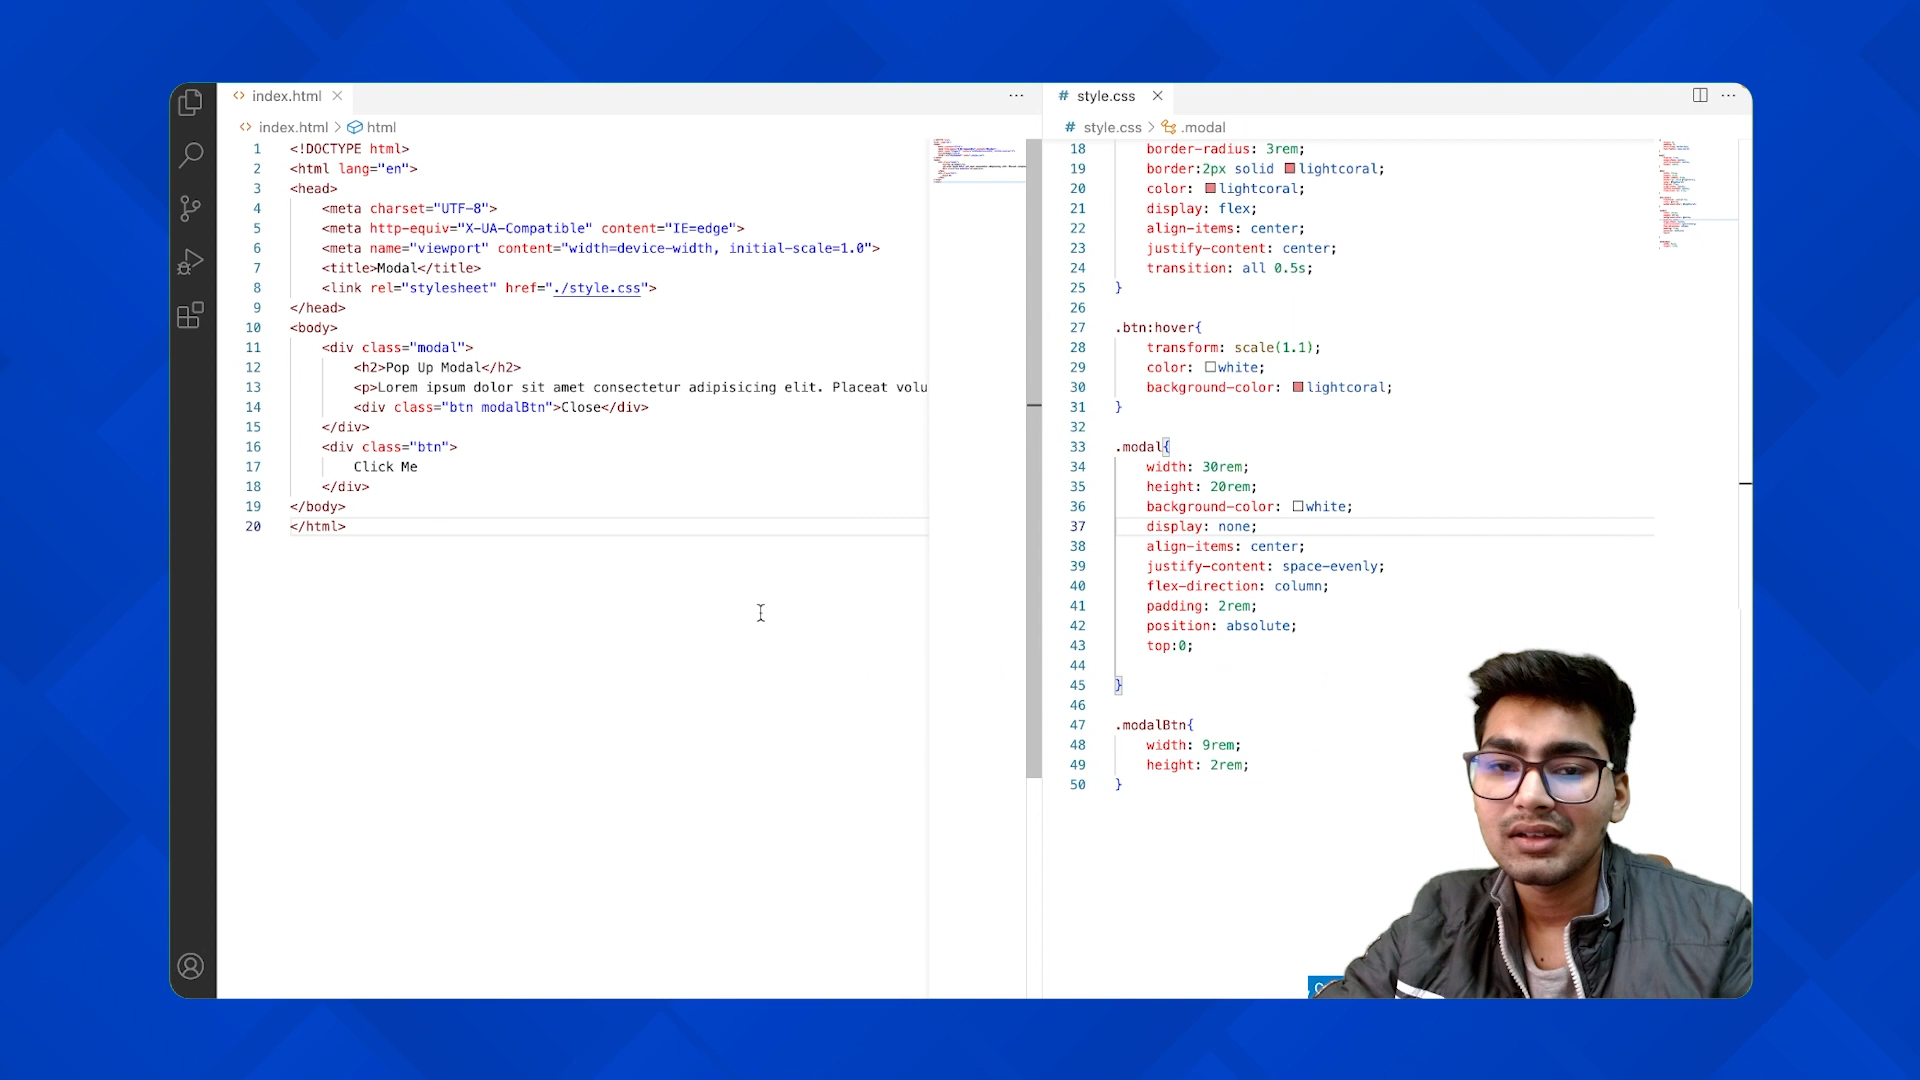 index.html
index.html > html
1 <!DOCTYPE html>
2 <html lang="en">
3 <head>
4 <meta charset="UTF-8">
5 <meta http-equiv="X-UA-Compatible" content="IE=edge">
6 <meta name="viewport" content="width=device-width, initial-scale=1.0">
7 <title>Modal</title>
8 <link rel="stylesheet" href="./style.css">
9 </head>
10 <body>
11 <div class="modal">
12 <h2>Pop Up Modal</h2>
13 <p>Lorem ipsum dolor sit amet consectetur adipisicing elit. Placeat volu
14 <div class="btn modalBtn">Close</div>
15 </div>
16 <div class="btn">
17 Click Me
18 </div>
19 </body>
20 </html>
# style.css
# style.css > .modal
18 border-radius: 3rem;
19 border:2px solid lightcoral;
20 color: lightcoral;
21 display: flex;
22 align-items: center;
23 justify-content: center;
24 transition: all 0.5s;
25 }
26
27 .btn:hover{
28 transform: scale(1.1);
29 color: white;
30 background-color: lightcoral;
31 }
32
33 .modal{
34 width: 30rem;
35 height: 20rem;
36 background-color: white;
37 display: none;
38 align-items: center;
39 justify-content: space-evenly;
40 flex-direction: column;
41 padding: 2rem;
42 position: absolute;
43 top:0;
44
45 }
46
47 .modalBtn{
48 width: 9rem;
49 height: 2rem;
50 }